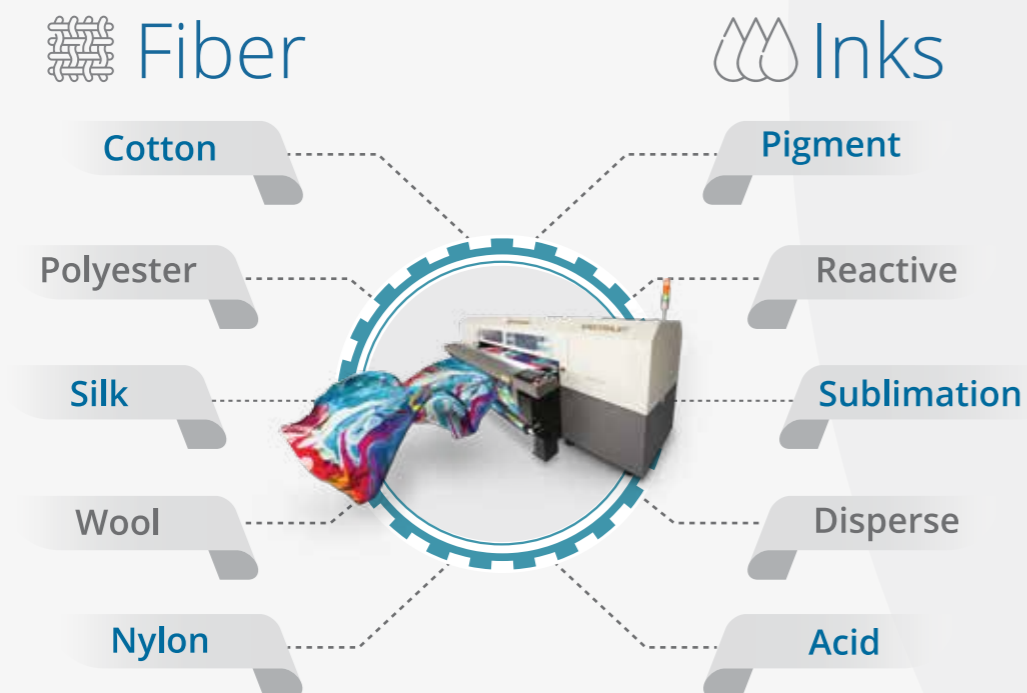 Fiber
Inks
Cotton
Pigment
Polyester
Reactive
Silk
Sublimation
Wool
Disperse
Nylon
Acid